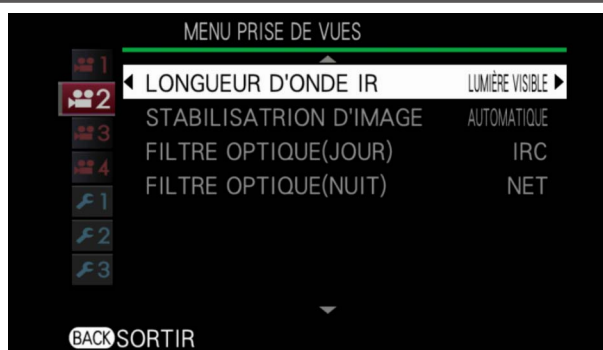 MENU PRISE DE VUES
1
2
3
4
1
2
3
LONGUEUR D'ONDE IR LUMIÈRE VISIBLE
STABILISATRION D'IMAGE AUTOMATIQUE
FILTRE OPTIQUE(JOUR) IRC
FILTRE OPTIQUE(NUIT) NET
BACK SORTIR